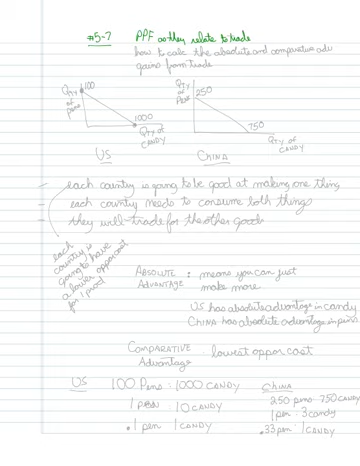 #5-7 PPF as they relate to trade
how to calc the absolute and comparative adv
gains from trade
Qty of Pens 100
1000
Qty of Candy
US
Qty of Pens 250
750
Qty of Candy
China
- each country is going to be good at making one thing
- each country needs to consume both things
- they will trade for the other goods
each country is going to have a lower oppor cost for 1 prod
Absolute Advantage : means you can just make more
US has absolute advantage in candy
China has absolute advantage in pens
Comparative Advantage : lowest oppor cost
US
100 Pens : 1000 candy
1 pen : 10 candy
.1 pen 1 candy
China
250 pens : 750 candy
1 pen : 3 candy
.33 pen : 1 candy